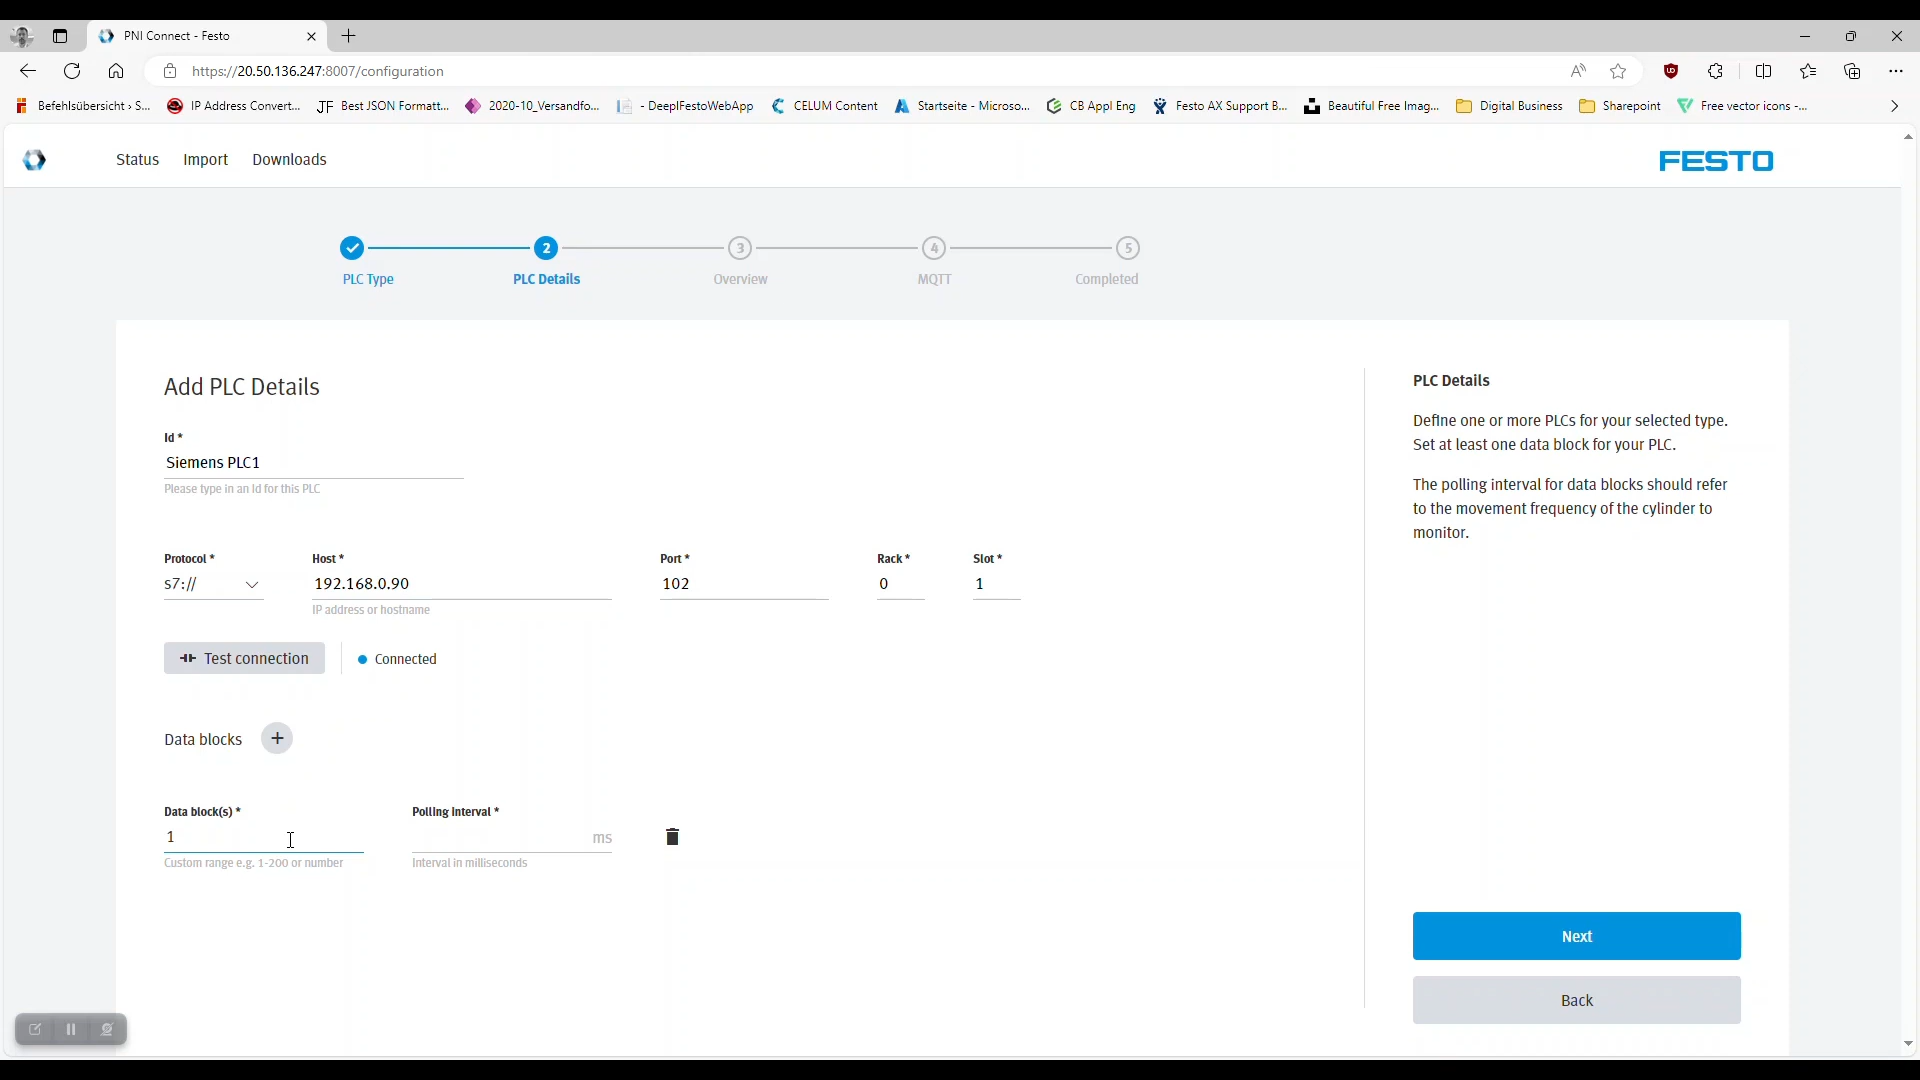 PNI Connect - Festo
https://20.50.136.247:8007/configuration
Befehlsübersicht › S...
IP Address Convert...
JF Best JSON Formatt...
2020-10_Versandfo...
- DeeplFestoWebApp
CELUM Content
Startseite - Microso...
CB Appl Eng
Festo AX Support B...
Beautiful Free Imag...
Digital Business
Sharepoint
Free vector icons -...
Status Import Downloads
FESTO
2 3 4 5
PLC Type PLC Details Overview MQTT Completed
Add PLC Details
Id *
Siemens PLC1
Please type in an Id for this PLC
Protocol * Host * Port * Rack * Slot *
s7:// 192.168.0.90 102 0 1
IP address or hostname
Test connection Connected
Data blocks +
Data block(s) * Polling Interval *
1 ms
Custom range e.g. 1-200 or number Interval in milliseconds
PLC Details
Define one or more PLCs for your selected type.
Set at least one data block for your PLC.
The polling interval for data blocks should refer
to the movement frequency of the cylinder to
monitor.
Next
Back